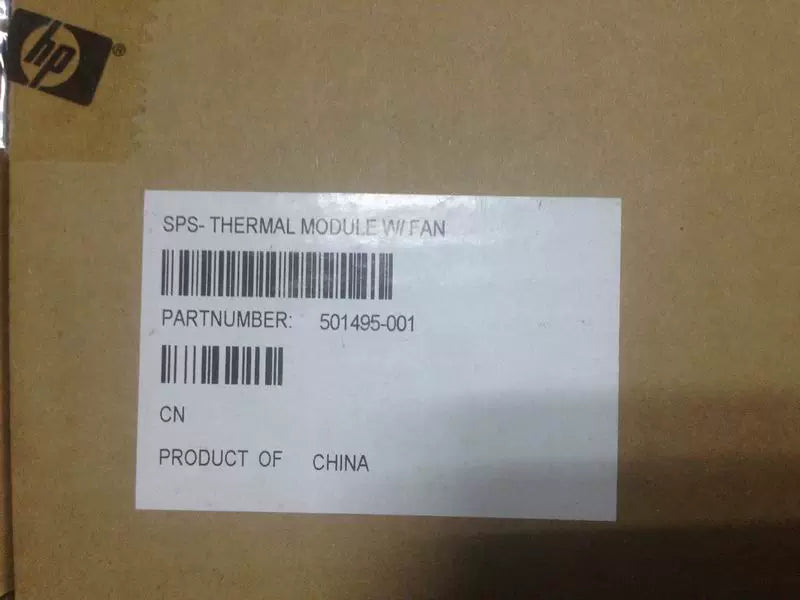 hp®
SPS- THERMAL MODULE W/ FAN
PARTNUMBER: 501495-001
CN
PRODUCT OF CHINA